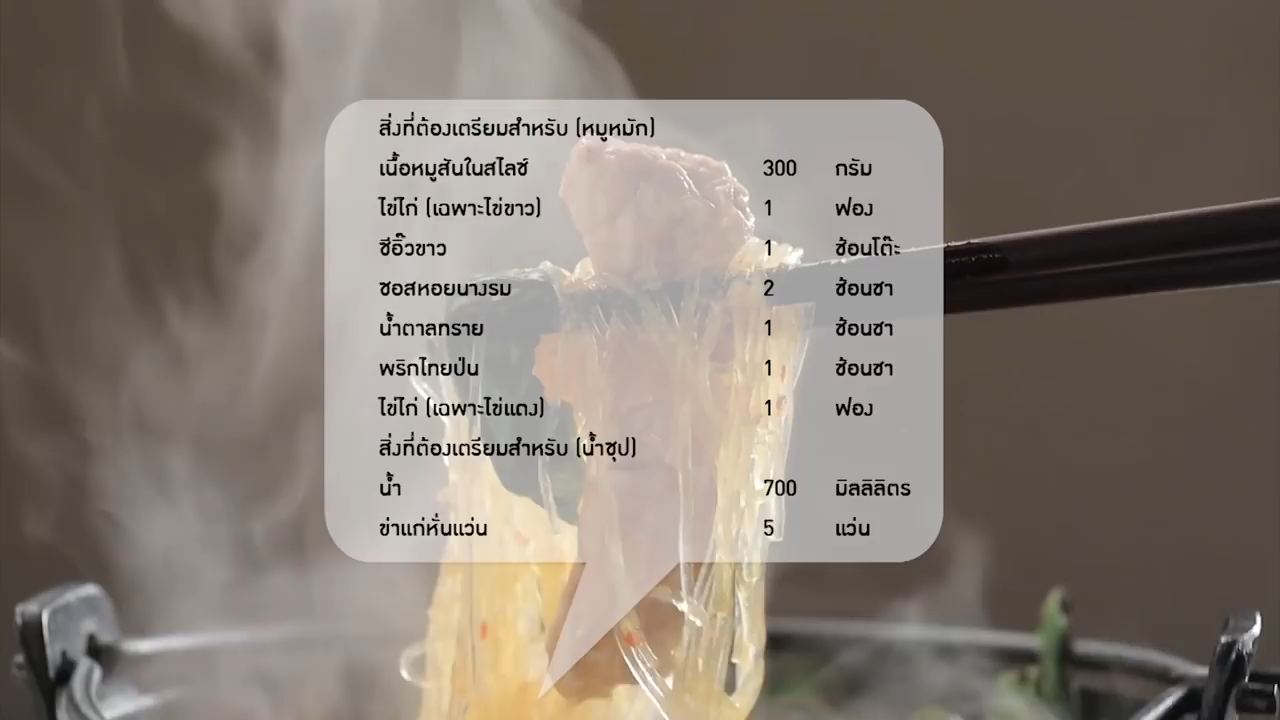 สิ่งที่ต้องเตรียมสำหรับ (หมูหมัก)
เนื้อหมูสันในสไลซ์ 300 กรัม
ไข่ไก่ (เฉพาะไข่ขาว) 1 ฟอง
ซีอิ๊วขาว 1 ช้อนโต๊ะ
ซอสหอยนางรม 2 ช้อนชา
น้ำตาลทราย 1 ช้อนชา
พริกไทยป่น 1 ช้อนชา
ไข่ไก่ (เฉพาะไข่แดง) 1 ฟอง
สิ่งที่ต้องเตรียมสำหรับ (น้ำซุป)
น้ำ 700 มิลลิลิตร
ข่าแก่หั่นแว่น 5 แว่น